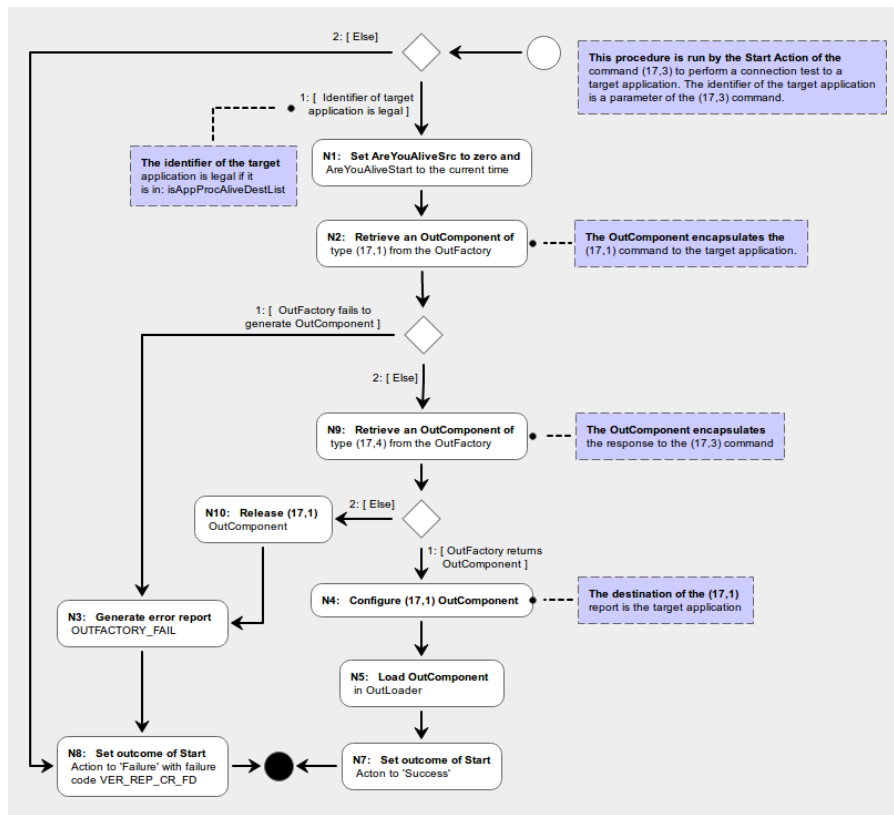 2: [ Else]
This procedure is run by the Start Action of the
command (17,3) to perform a connection test to a
target application. The identifier of the target application
is a parameter of the (17,3) command.
1: [ Identifier of target
application is legal ]
The identifier of the target
application is legal if it
is in: isAppProcAliveDestList
N1: Set AreYouAliveSrc to zero and
AreYouAliveStart to the current time
N2: Retrieve an OutComponent of
type (17,1) from the OutFactory
The OutComponent encapsulates the
(17,1) command to the target application.
1: [ OutFactory fails to
generate OutComponent ]
2: [ Else]
N9: Retrieve an OutComponent of
type (17,4) from the OutFactory
The OutComponent encapsulates
the response to the (17,3) command
2: [ Else]
N10: Release (17,1)
OutComponent
1: [ OutFactory returns
OutComponent ]
N4: Configure (17,1) OutComponent
The destination of the (17,1)
report is the target application
N3: Generate error report
OUTFACTORY_FAIL
N5: Load OutComponent
in OutLoader
N8: Set outcome of Start
Action to 'Failure' with failure
code VER_REP_CR_FD
N7: Set outcome of Start
Acton to 'Success'